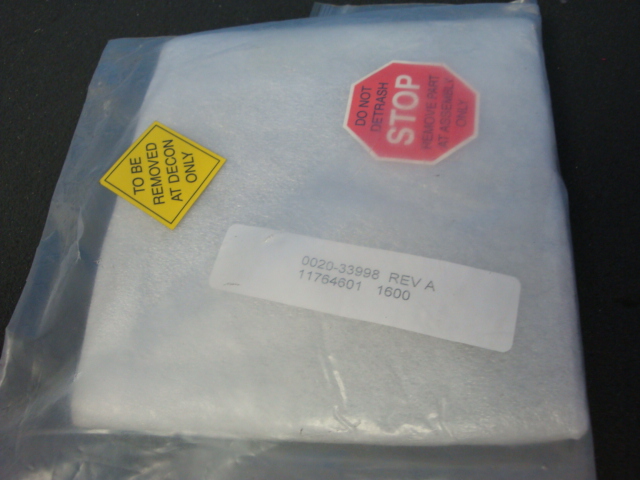 DO NOT
DETRASH
STOP
REMOVE PART
AT ASSEMBLY
ONLY
TO BE
REMOVED
AT DECON
ONLY
0020-33998 REV A
11764601 1600